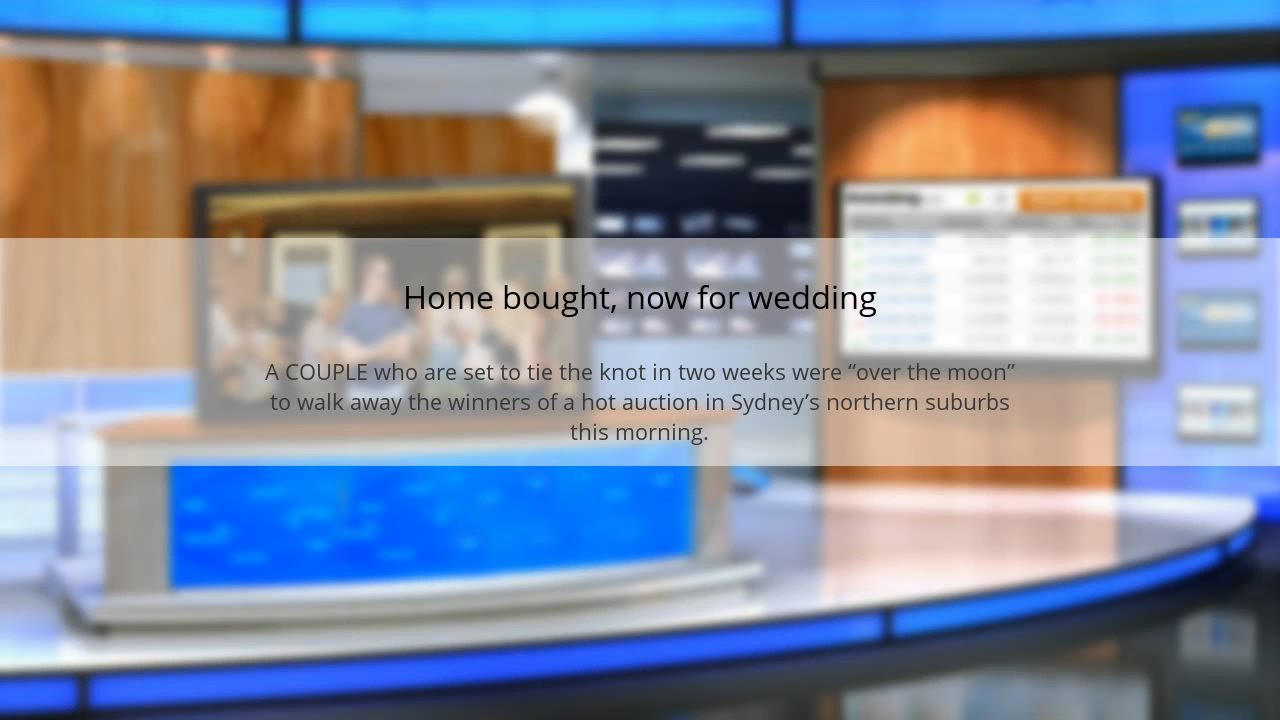 Home bought, now for wedding
A COUPLE who are set to tie the knot in two weeks were “over the moon”
to walk away the winners of a hot auction in Sydney’s northern suburbs
this morning.